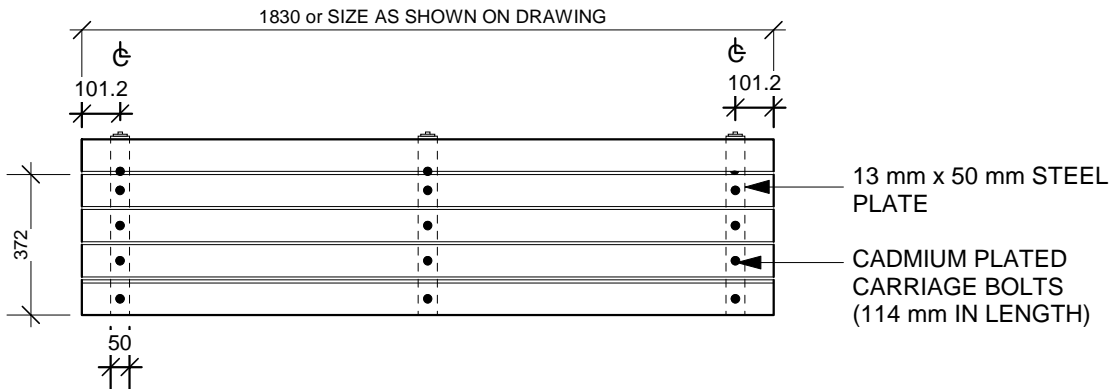 1830 or SIZE AS SHOWN ON DRAWING
℄
℄
101.2
101.2
13 mm x 50 mm STEEL
PLATE
372
CADMIUM PLATED
CARRIAGE BOLTS
(114 mm IN LENGTH)
50